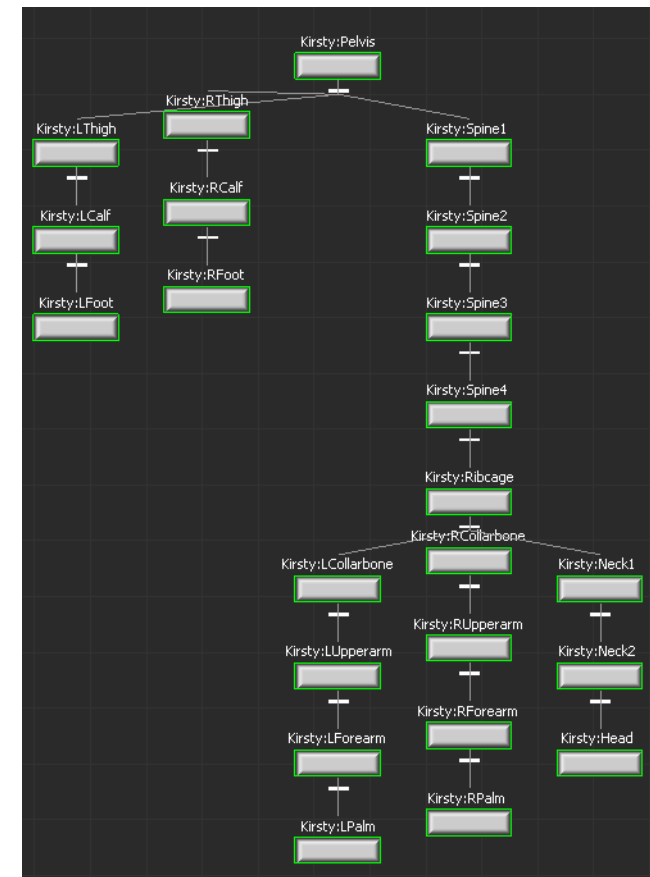 Kirsty:Pelvis
Kirsty:RThigh
Kirsty:LThigh
Kirsty:Spine1
Kirsty:RCalf
Kirsty:LCalf
Kirsty:Spine2
Kirsty:RFoot
Kirsty:LFoot
Kirsty:Spine3
Kirsty:Spine4
Kirsty:Ribcage
Kirsty:RCollarbone
Kirsty:LCollarbone
Kirsty:Neck1
Kirsty:RUpperarm
Kirsty:LUpperarm
Kirsty:Neck2
Kirsty:RForearm
Kirsty:LForearm
Kirsty:Head
Kirsty:RPalm
Kirsty:LPalm